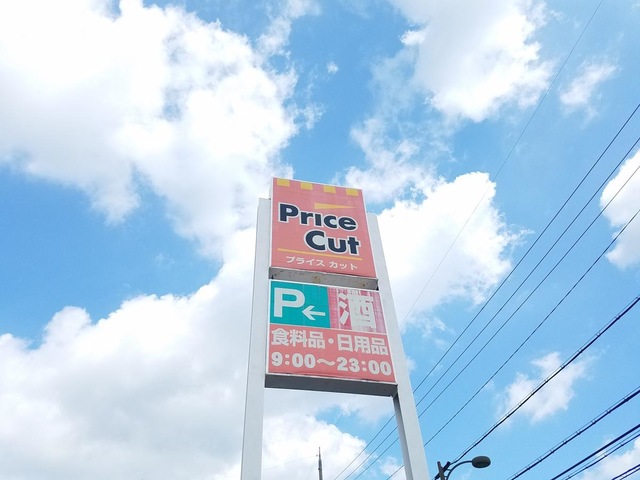 Price
Cut
プライス カット
P← 酒
食料品・日用品
9:00～23:00